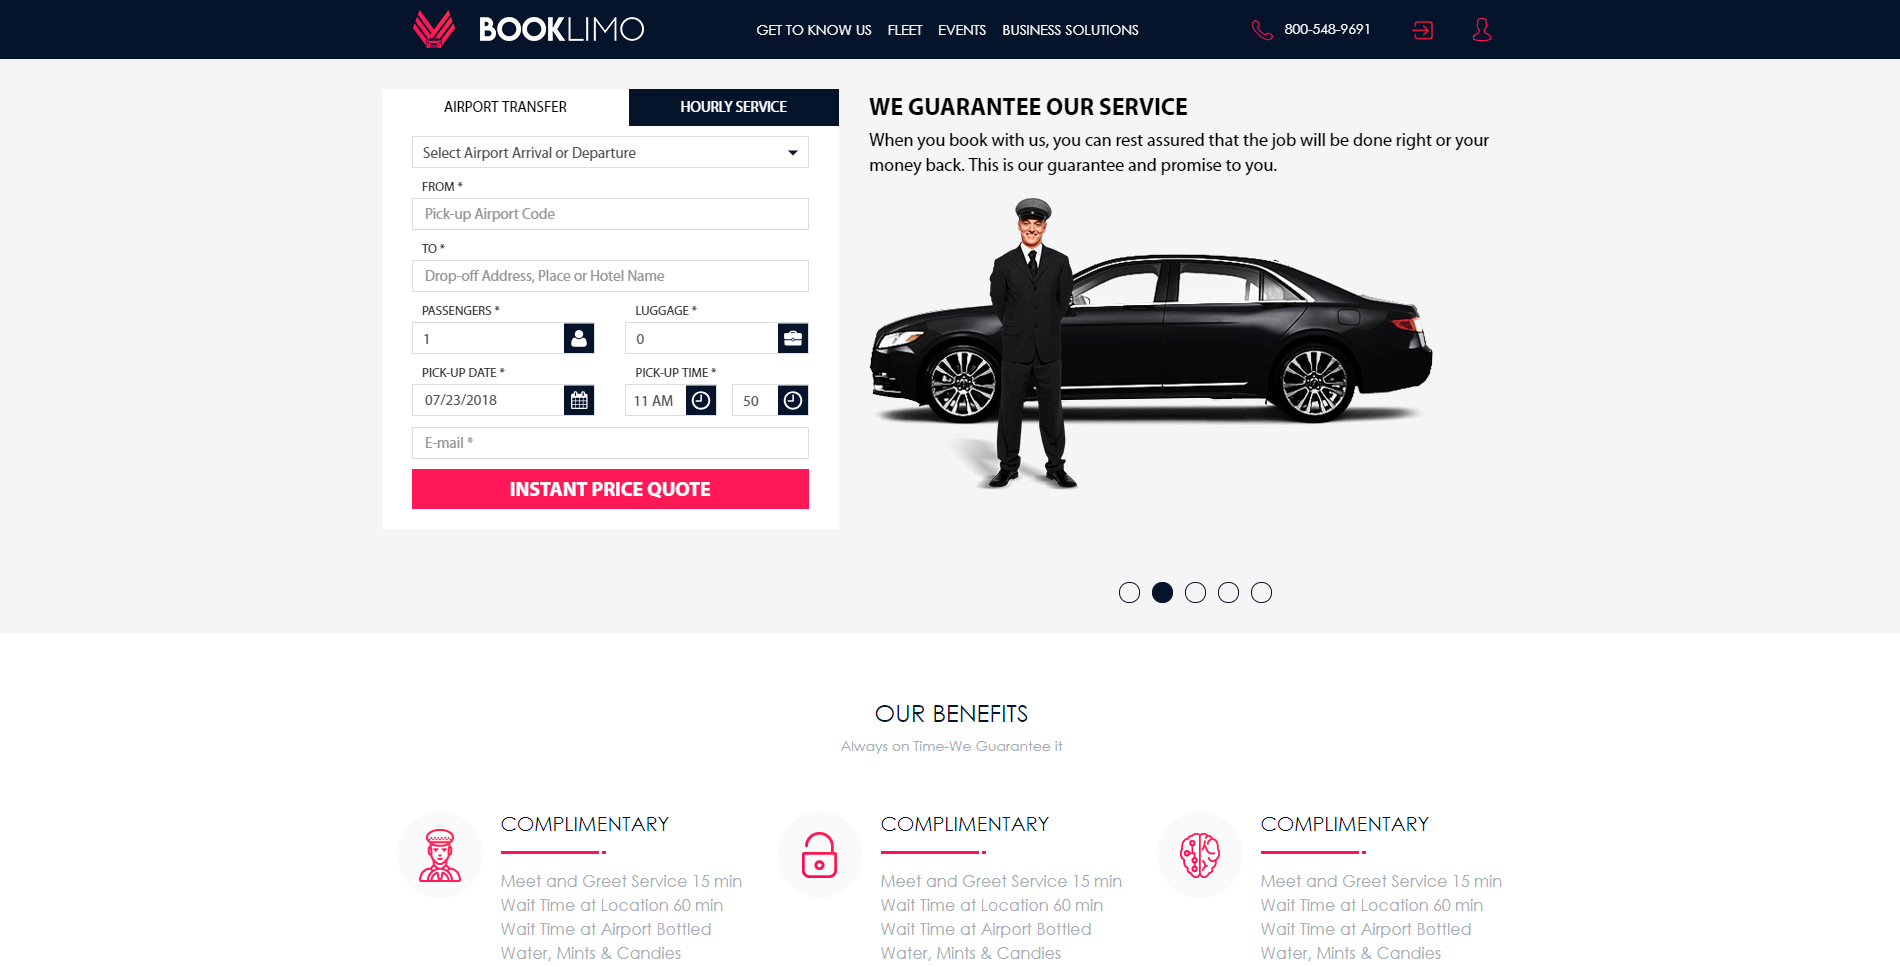 BOOKLIMO
GET TO KNOW US FLEET EVENTS BUSINESS SOLUTIONS
800-548-9691
AIRPORT TRANSFER
HOURLY SERVICE
Select Airport Arrival or Departure
FROM *
Pick-up Airport Code
TO *
Drop-off Address, Place or Hotel Name
PASSENGERS * LUGGAGE *
1 0
PICK-UP DATE * PICK-UP TIME *
07/23/2018 11 AM 50
E-mail *
INSTANT PRICE QUOTE
WE GUARANTEE OUR SERVICE
When you book with us, you can rest assured that the job will be done right or your
money back. This is our guarantee and promise to you.
OUR BENEFITS
Always on Time-We Guarantee it
COMPLIMENTARY
Meet and Greet Service 15 min
Wait Time at Location 60 min
Wait Time at Airport Bottled
Water, Mints & Candies
COMPLIMENTARY
Meet and Greet Service 15 min
Wait Time at Location 60 min
Wait Time at Airport Bottled
Water, Mints & Candies
COMPLIMENTARY
Meet and Greet Service 15 min
Wait Time at Location 60 min
Wait Time at Airport Bottled
Water, Mints & Candies